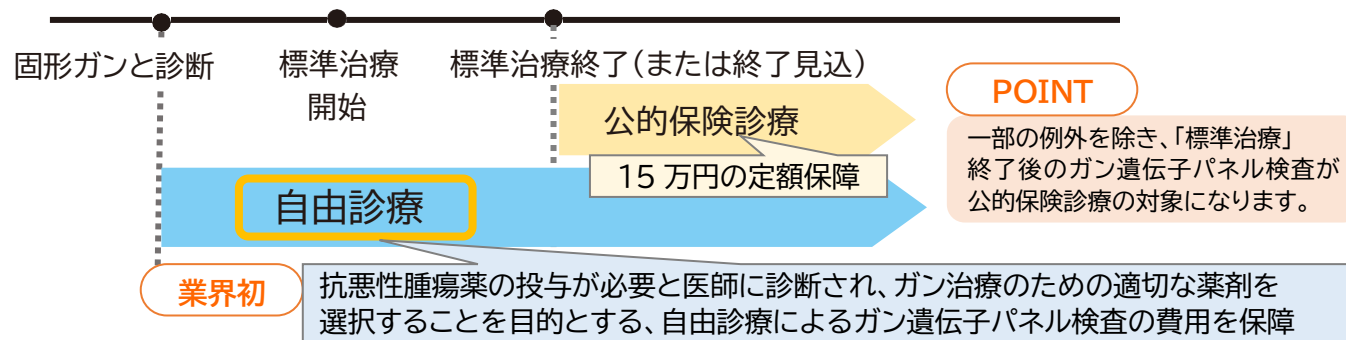 固形ガンと診断
標準治療
開始
標準治療終了(または終了見込)
公的保険診療
15 万円の定額保障
POINT
一部の例外を除き、「標準治療」
終了後のガン遺伝子パネル検査が
公的保険診療の対象になります。
自由診療
業界初
抗悪性腫瘍薬の投与が必要と医師に診断され、ガン治療のための適切な薬剤を
選択することを目的とする、自由診療によるガン遺伝子パネル検査の費用を保障